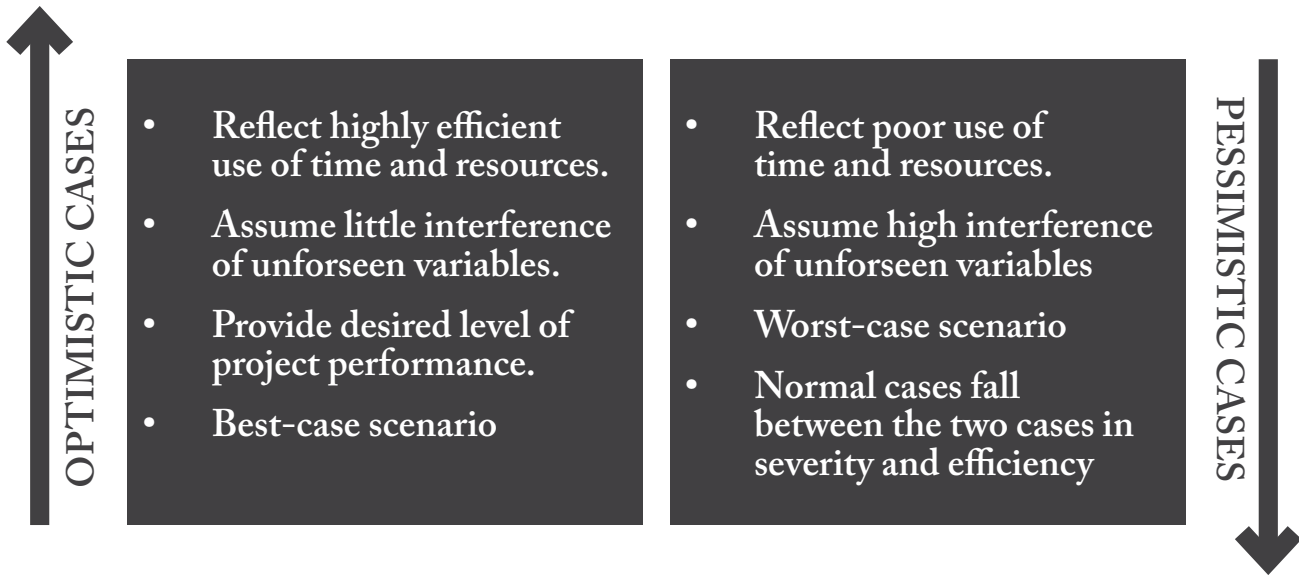 OPTIMISTIC CASES
• Reflect highly efficient
use of time and resources.
• Assume little interference
of unforseen variables.
• Provide desired level of
project performance.
• Best-case scenario
• Reflect poor use of
time and resources.
• Assume high interference
of unforseen variables
• Worst-case scenario
• Normal cases fall
between the two cases in
severity and efficiency
PESSIMISTIC CASES